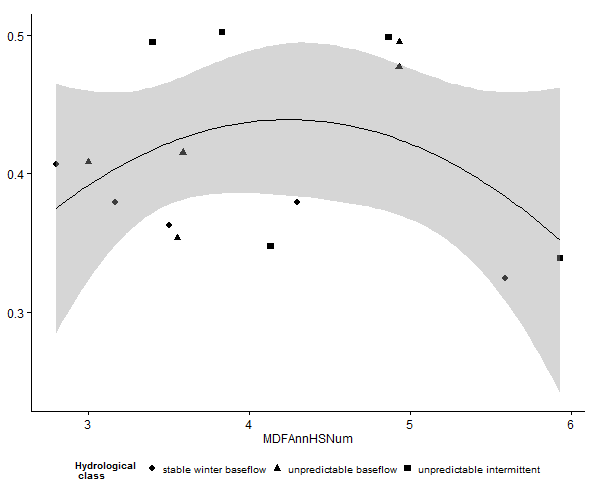 0.5
0.4
0.3
3 4 5 6
MDFAnnHSNum
Hydrological
class
stable winter baseflow unpredictable baseflow unpredictable intermittent